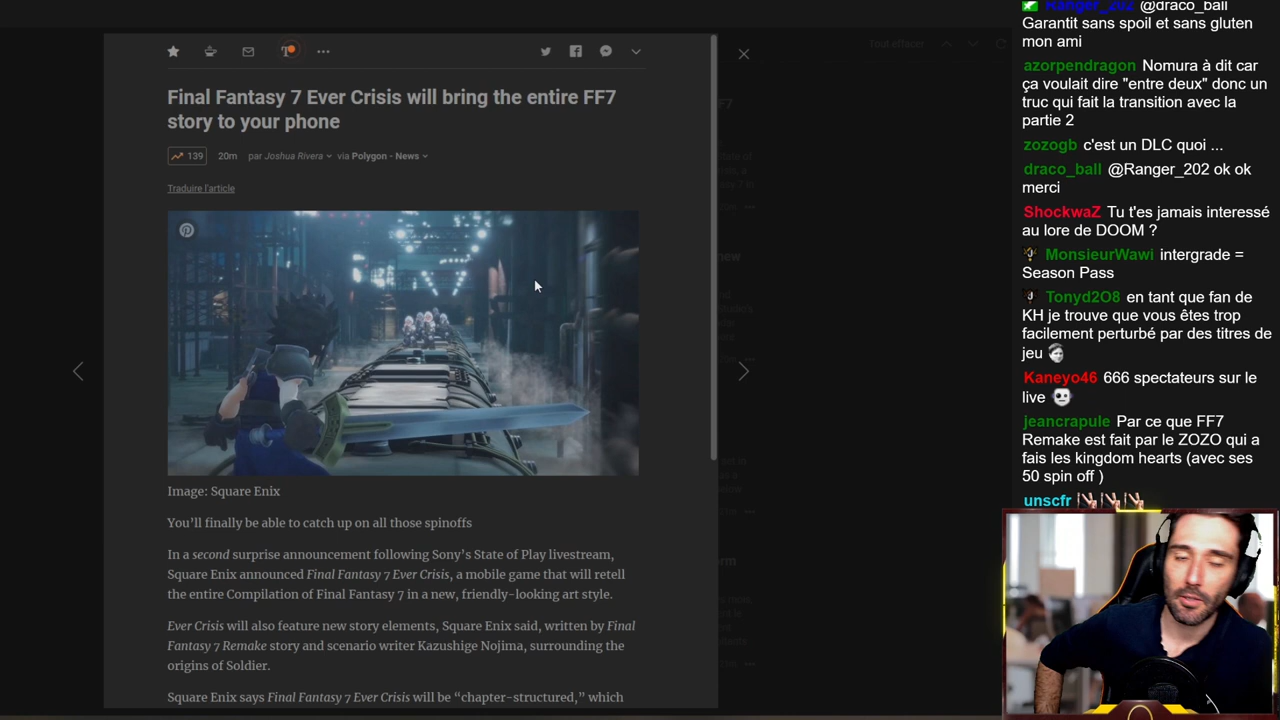 Final Fantasy 7 Ever Crisis will bring the entire FF7
story to your phone
139 20m par Joshua Rivera via Polygon - News
Traduire l'article
Image: Square Enix
You’ll finally be able to catch up on all those spinoffs
In a second surprise announcement following Sony’s State of Play livestream,
Square Enix announced Final Fantasy 7 Ever Crisis, a mobile game that will retell
the entire Compilation of Final Fantasy 7 in a new, friendly-looking art style.
Ever Crisis will also feature new story elements, Square Enix said, written by Final
Fantasy 7 Remake story and scenario writer Kazushige Nojima, surrounding the
origins of Soldier.
Square Enix says Final Fantasy 7 Ever Crisis will be “chapter-structured,” which
Tout effacer
Ranger_202 @draco_ball
Garantit sans spoil et sans gluten
mon ami
azorpendragon Nomura à dit car
ça voulait dire "entre deux" donc un
truc qui fait la transition avec la
partie 2
zozogb c'est un DLC quoi ...
draco_ball @Ranger_202 ok ok
merci
ShockwaZ Tu t'es jamais interessé
au lore de DOOM ?
MonsieurWawi intergrade =
Season Pass
Tonyd2O8 en tant que fan de
KH je trouve que vous êtes trop
facilement perturbé par des titres de
jeu
Kaneyo46 666 spectateurs sur le
live
jeancrapule Par ce que FF7
Remake est fait par le ZOZO qui a
fais les kingdom hearts (avec ses
50 spin off )
unscfr